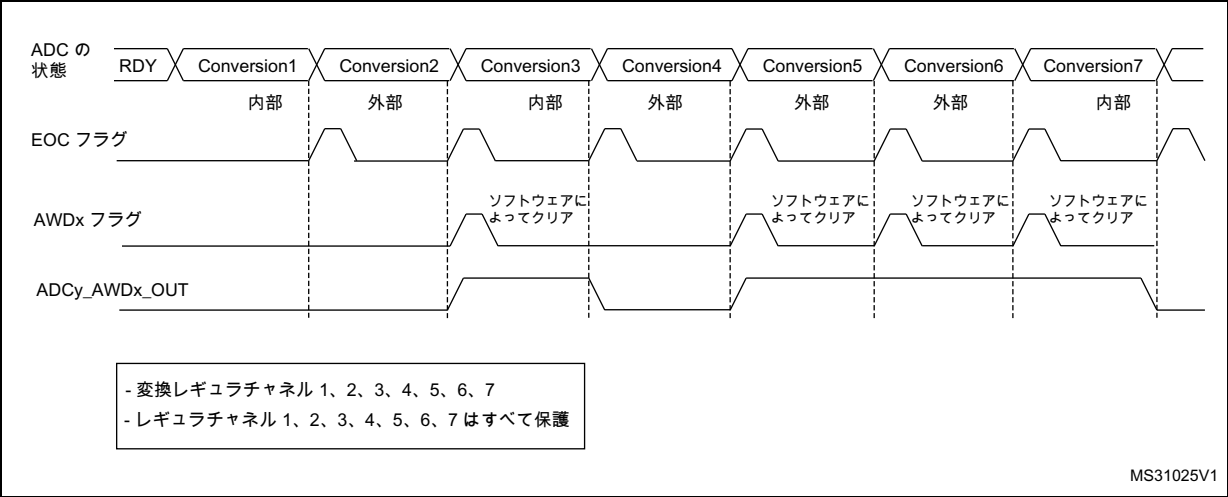 ADC の
状態
RDY Conversion1 Conversion2 Conversion3 Conversion4 Conversion5 Conversion6 Conversion7
内部 外部 内部 外部 外部 外部 内部
EOC フラグ
ソフトウェアに ソフトウェアに ソフトウェアに ソフトウェアに
よってクリア よってクリア よってクリア よってクリア
AWDx フラグ
ADCy_AWDx_OUT
- 変換レギュラチャネル 1、2、3、4、5、6、7
- レギュラチャネル 1、2、3、4、5、6、7 はすべて保護
MS31025V1